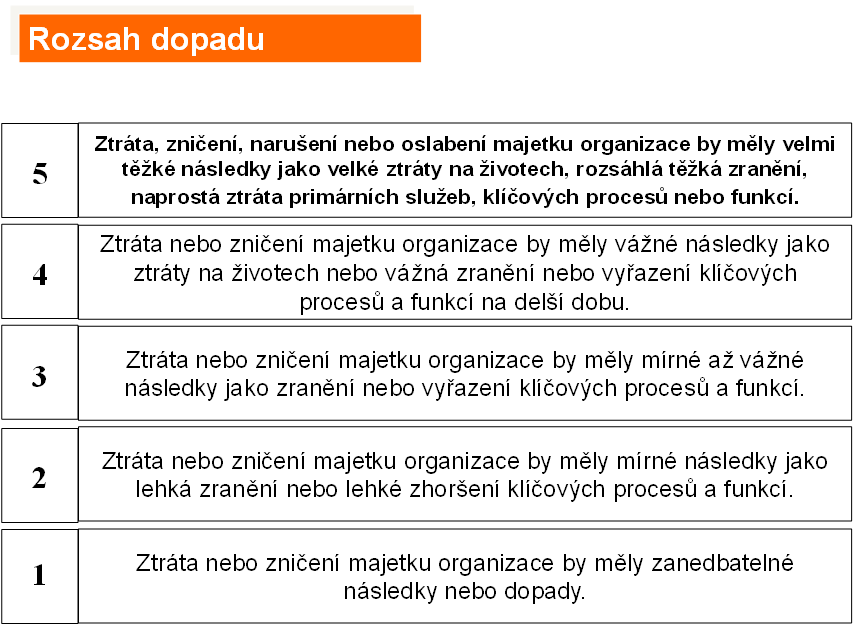 Rozsah dopadu
5
Ztráta, zničení, narušení nebo oslabení majetku organizace by měly velmi
těžké následky jako velké ztráty na životech, rozsáhlá těžká zranění,
naprostá ztráta primárních služeb, klíčových procesů nebo funkcí.
4
Ztráta nebo zničení majetku organizace by měly vážné následky jako
ztráty na životech nebo vážná zranění nebo vyřazení klíčových
procesů a funkcí na delší dobu.
3
Ztráta nebo zničení majetku organizace by měly mírné až vážné
následky jako zranění nebo vyřazení klíčových procesů a funkcí.
2
Ztráta nebo zničení majetku organizace by měly mírné následky jako
lehká zranění nebo lehké zhoršení klíčových procesů a funkcí.
1
Ztráta nebo zničení majetku organizace by měly zanedbatelné
následky nebo dopady.